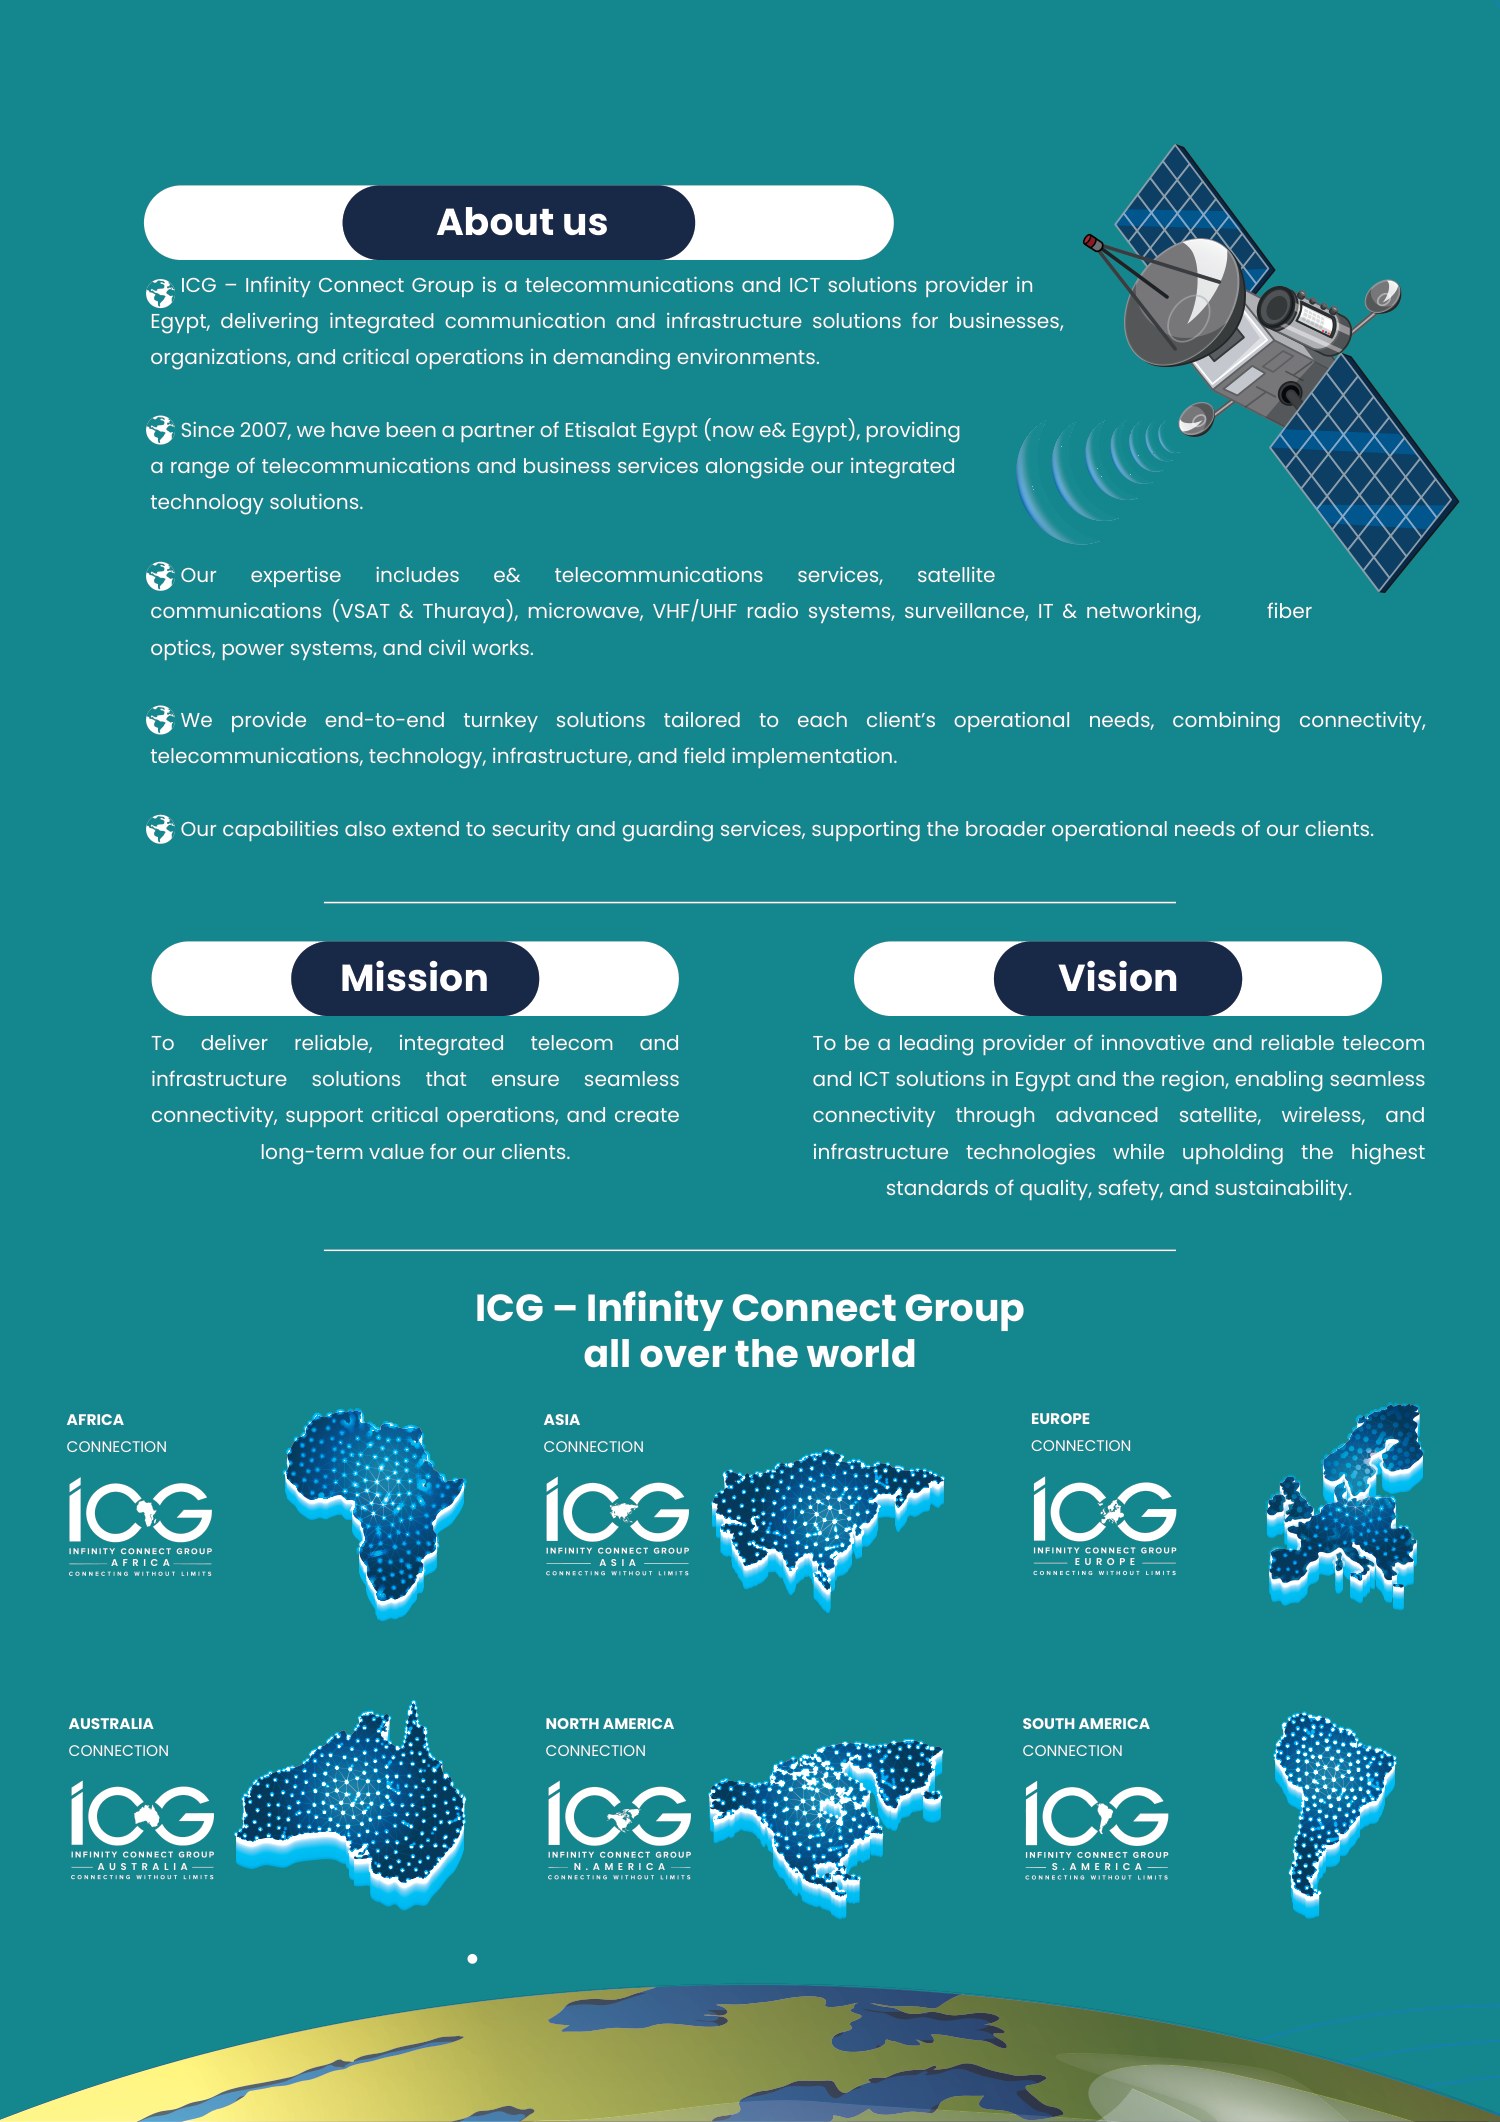 About us
ICG – Infinity Connect Group is a telecommunications and ICT solutions provider in
Egypt, delivering integrated communication and infrastructure solutions for businesses,
organizations, and critical operations in demanding environments.
Since 2007, we have been a partner of Etisalat Egypt (now e& Egypt), providing
a range of telecommunications and business services alongside our integrated
technology solutions.
Our expertise includes e& telecommunications services, satellite
communications (VSAT & Thuraya), microwave, VHF/UHF radio systems, surveillance, IT & networking, fiber
optics, power systems, and civil works.
We provide end-to-end turnkey solutions tailored to each client’s operational needs, combining connectivity,
telecommunications, technology, infrastructure, and field implementation.
Our capabilities also extend to security and guarding services, supporting the broader operational needs of our clients.
Mission
To deliver reliable, integrated telecom and
infrastructure solutions that ensure seamless
connectivity, support critical operations, and create
long-term value for our clients.
Vision
To be a leading provider of innovative and reliable telecom
and ICT solutions in Egypt and the region, enabling seamless
connectivity through advanced satellite, wireless, and
infrastructure technologies while upholding the highest
standards of quality, safety, and sustainability.
ICG – Infinity Connect Group
all over the world
AFRICA
CONNECTION
ICG
INFINITY CONNECT GROUP
AFRICA
CONNECTING WITHOUT LIMITS
ASIA
CONNECTION
ICG
INFINITY CONNECT GROUP
ASIA
CONNECTING WITHOUT LIMITS
EUROPE
CONNECTION
ICG
INFINITY CONNECT GROUP
EUROPE
CONNECTING WITHOUT LIMITS
AUSTRALIA
CONNECTION
ICG
INFINITY CONNECT GROUP
AUSTRALIA
CONNECTING WITHOUT LIMITS
NORTH AMERICA
CONNECTION
ICG
INFINITY CONNECT GROUP
N.AMERICA
CONNECTING WITHOUT LIMITS
SOUTH AMERICA
CONNECTION
ICG
INFINITY CONNECT GROUP
S.AMERICA
CONNECTING WITHOUT LIMITS